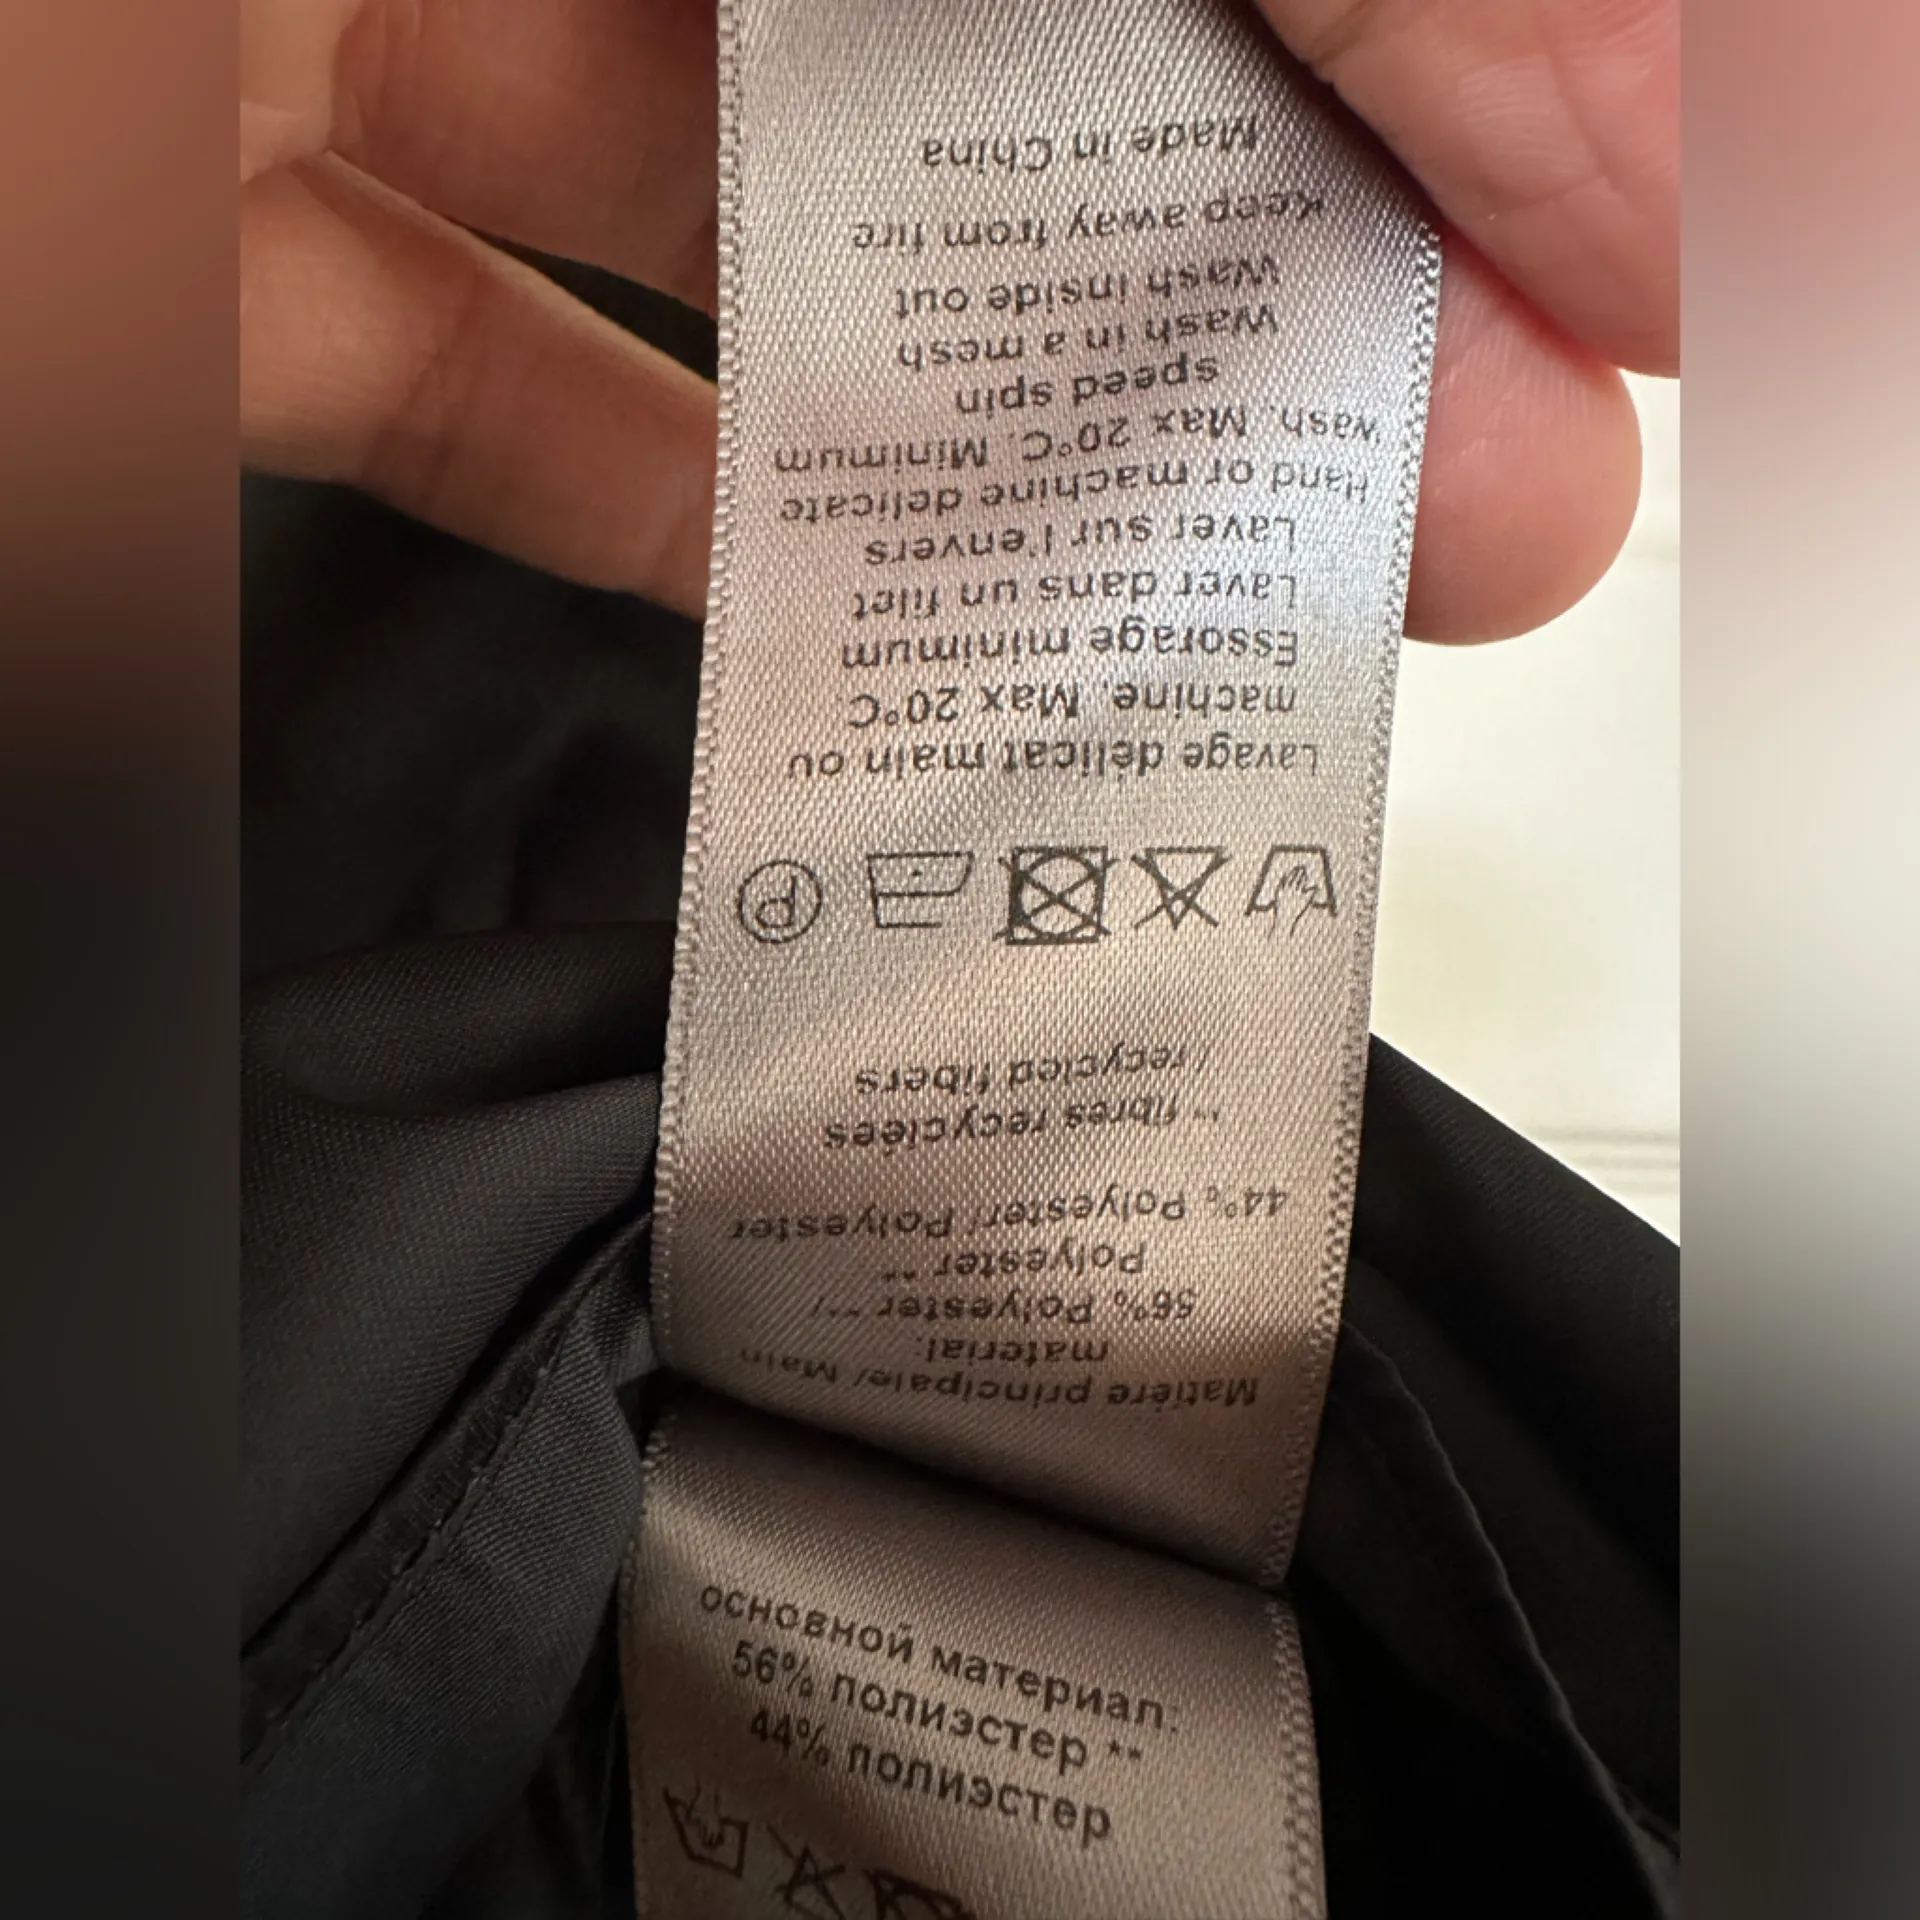 Matière principale/ Main
material:
56% Polyester **/
Polyester **
44% Polyester/ Polyester
** fibres recyclées
/ recycled fibers
P
Lavage délicat main ou
machine. Max 20°C.
Essorage minimum
Laver dans un filet
Laver sur l'envers
Hand or machine delicate
wash. Max 20°C. Minimum
speed spin
Wash in a mesh
Wash inside out
Keep away from fire
Made in China
основной материал:
56% полиэстер **
44% полиэстер